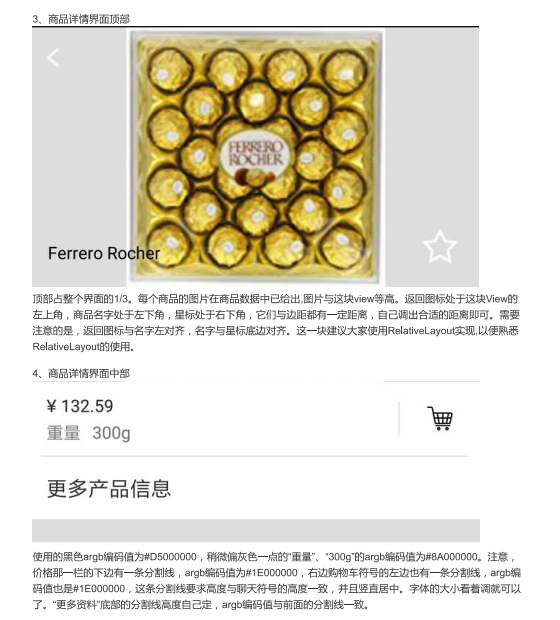 3、商品详情界面顶部
FERRERO
ROCHER
Ferrero Rocher
顶部占整个界面的1/3。每个商品的图片在商品数据中已给出,图片与这块view等高。返回图标处于这块View的
左上角，商品名字处于左下角，星标处于右下角，它们与边距都有一定距离，自己调出合适的距离即可。需要
注意的是，返回图标与名字左对齐，名字与星标底边对齐。这一块建议大家使用RelativeLayout实现,以便熟悉
RelativeLayout的使用。
4、商品详情界面中部
¥ 132.59
重量 300g
更多产品信息
使用的黑色argb编码值为#D5000000，稍微偏灰色一点的“重量”、“300g”的argb编码值为#8A000000。注意，
价格那一栏的下边有一条分割线，argb编码值为#1E000000，右边购物车符号的左边也有一条分割线，argb编
码值也是#1E000000，这条分割线要求高度与聊天符号的高度一致，并且竖直居中。字体的大小看着调就可以
了。“更多资料”底部的分割线高度自己定，argb编码值与前面的分割线一致。